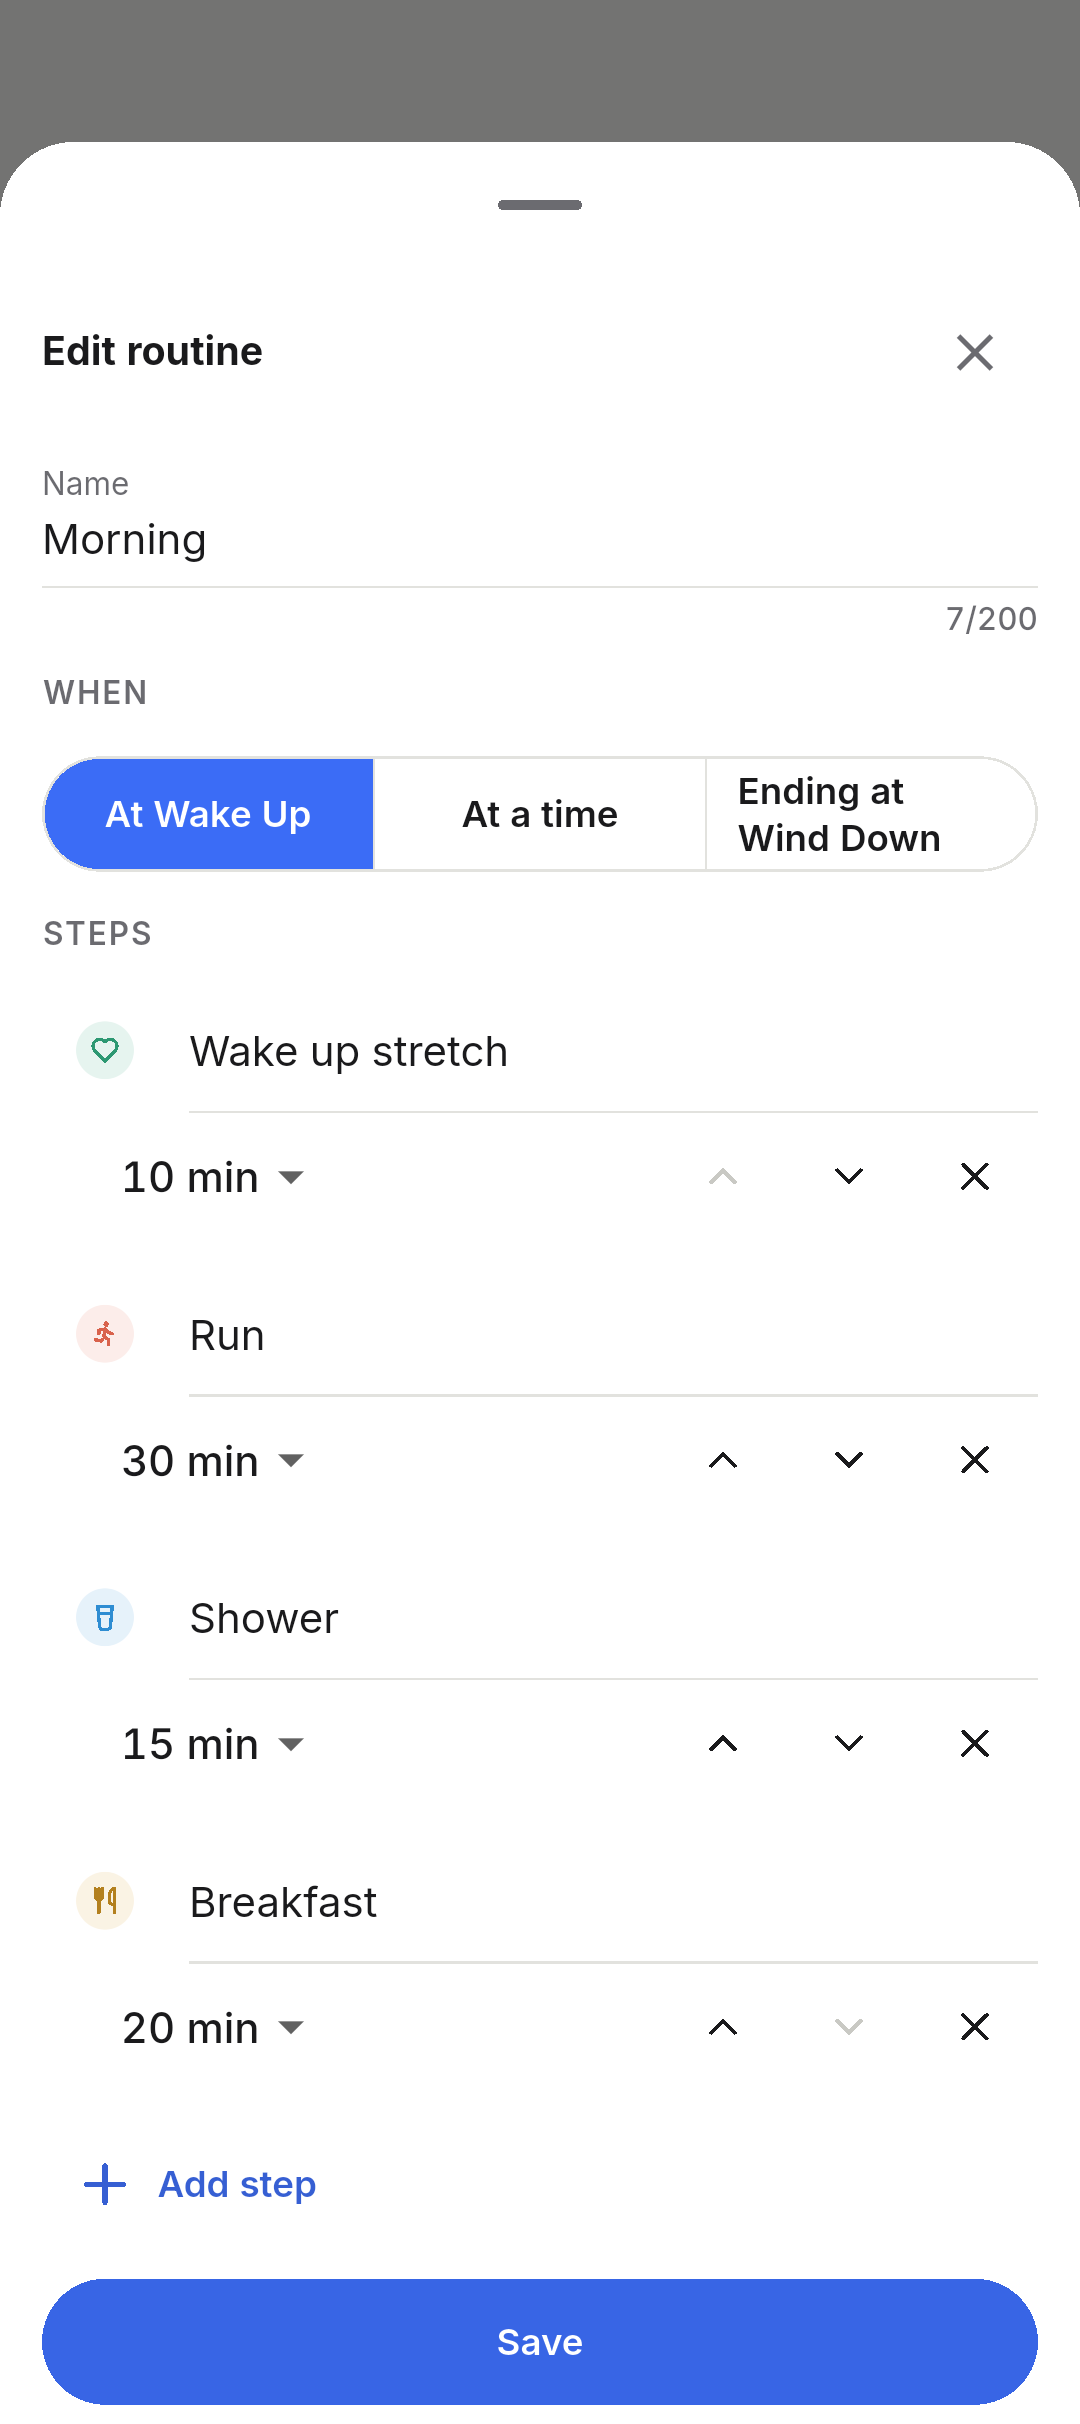 Edit routine
Name
Morning
7/200
WHEN
At Wake Up
At a time
Ending at
Wind Down
STEPS
Wake up stretch
10 min
Run
30 min
Shower
15 min
Breakfast
20 min
Add step
Save